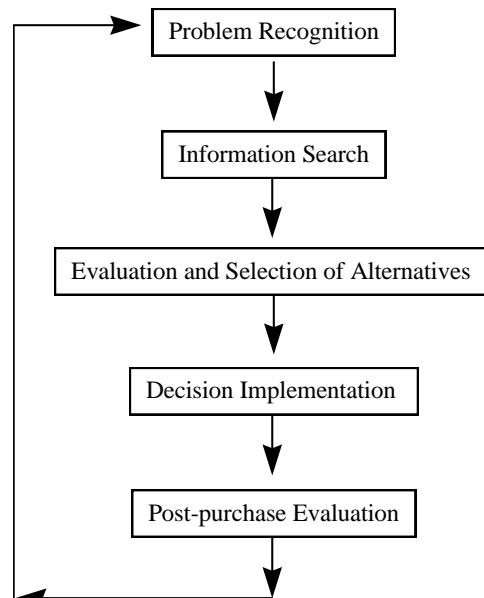 Problem Recognition
Information Search
Evaluation and Selection of Alternatives
Decision Implementation
Post-purchase Evaluation